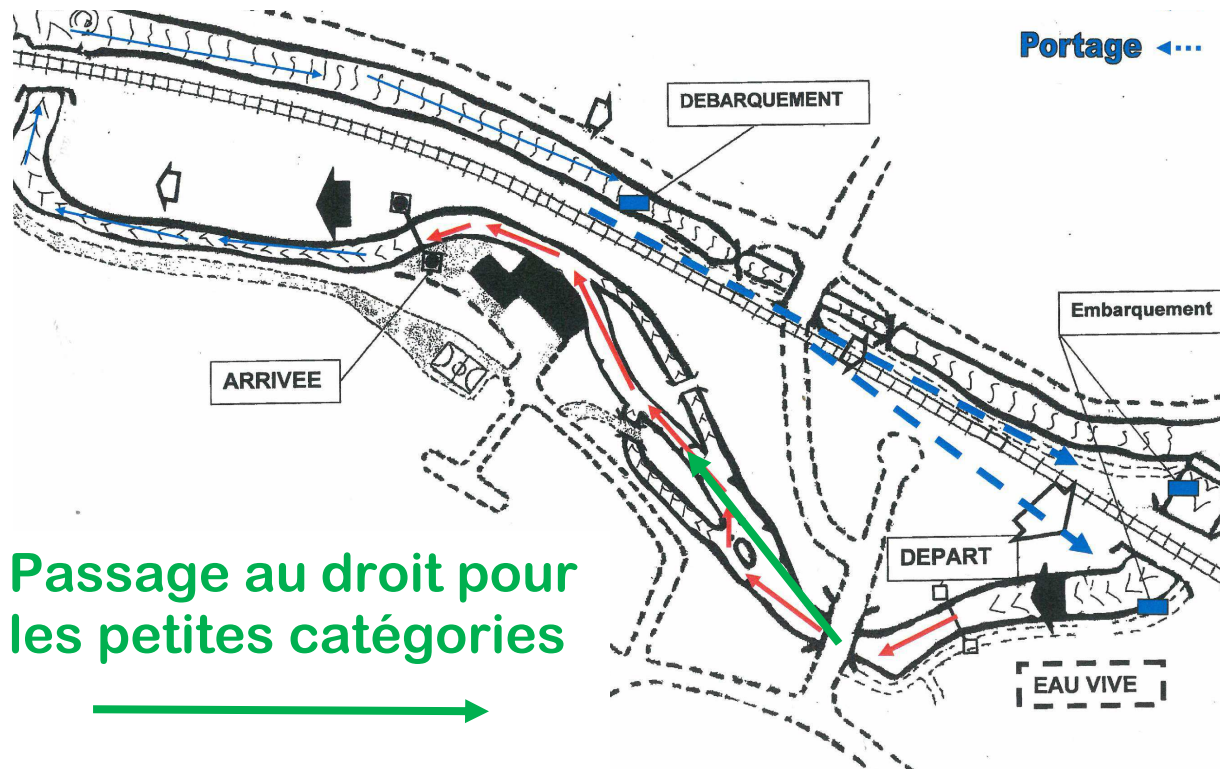 Portage
DEBARQUEMENT
Embarquement
ARRIVEE
DEPART
Passage au droit pour
les petites catégories
EAU VIVE